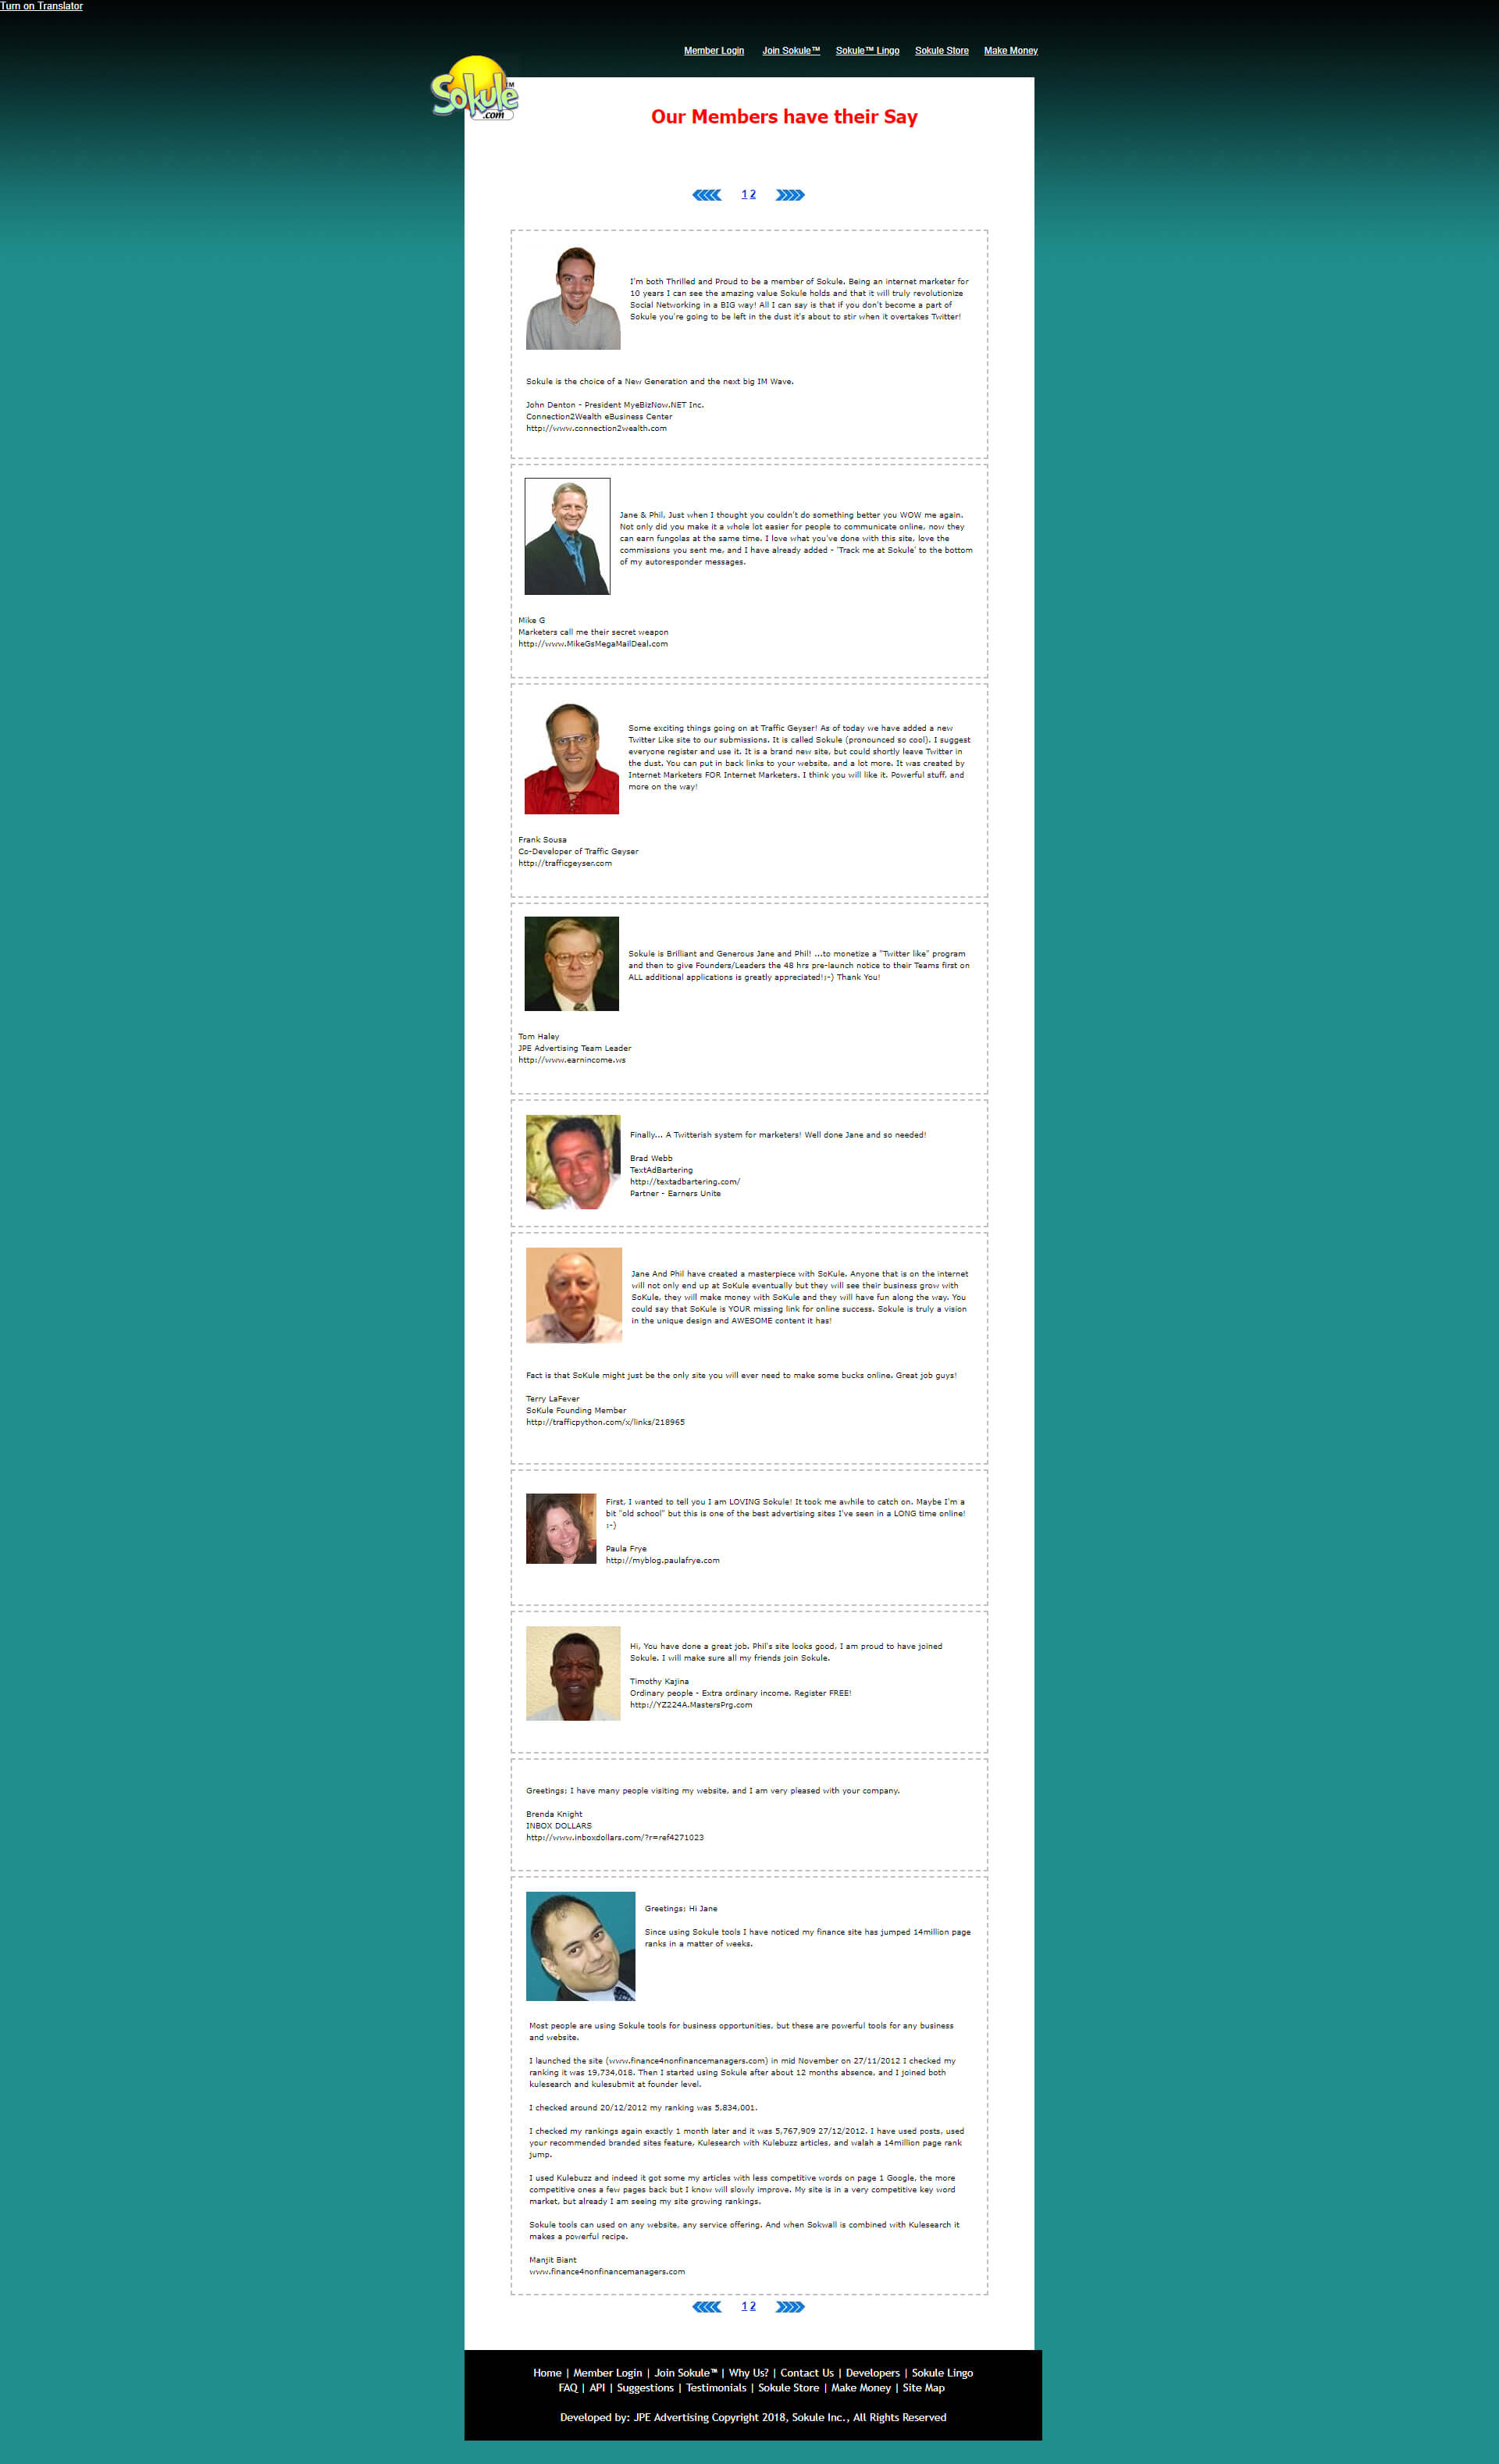 Turn on Translator
Member Login Join Sokule™ Sokule™ Lingo Sokule Store Make Money
Sokule™
.com
Our Members have their Say
1 2
I'm both Thrilled and Proud to be a member of Sokule. Being an internet marketer for
10 years I can see the amazing value Sokule holds and that it will truly revolutionize
Social Networking in a BIG way! All I can say is that if you don't become a part of
Sokule you're going to be left in the dust it's about to stir when it overtakes Twitter!
Sokule is the choice of a New Generation and the next big IM Wave.
John Denton - President MyeBizNow.NET Inc.
Connection2Wealth eBusiness Center
http://www.connection2wealth.com
Jane & Phil, Just when I thought you couldn't do something better you WOW me again.
Not only did you make it a whole lot easier for people to communicate online, now they
can earn fungolas at the same time. I love what you've done with this site, love the
commissions you sent me, and I have already added - 'Track me at Sokule' to the bottom
of my autoresponder messages.
Mike G
Marketers call me their secret weapon
http://www.MikeGsMegaMailDeal.com
Some exciting things going on at Traffic Geyser! As of today we have added a new
Twitter Like site to our submissions. It is called Sokule (pronounced so cool). I suggest
everyone register and use it. It is a brand new site, but could shortly leave Twitter in
the dust. You can put in back links to your website, and a lot more. It was created by
Internet Marketers FOR Internet Marketers. I think you will like it. Powerful stuff, and
more on the way!
Frank Sousa
Co-Developer of Traffic Geyser
http://trafficgeyser.com
Sokule is Brilliant and Generous Jane and Phil! ...to monetize a "Twitter like" program
and then to give Founders/Leaders the 48 hrs pre-launch notice to their Teams first on
ALL additional applications is greatly appreciated!;-) Thank You!
Tom Haley
JPE Advertising Team Leader
http://www.earnincome.ws
Finally... A Twitterish system for marketers! Well done Jane and so needed!
Brad Webb
TextAdBartering
http://textadbartering.com/
Partner - Earners Unite
Jane And Phil have created a masterpiece with SoKule. Anyone that is on the internet
will not only end up at SoKule eventually but they will see their business grow with
SoKule, they will make money with SoKule and they will have fun along the way. You
could say that SoKule is YOUR missing link for online success. Sokule is truly a vision
in the unique design and AWESOME content it has!
Fact is that SoKule might just be the only site you will ever need to make some bucks online. Great job guys!
Terry LaFever
SoKule Founding Member
http://trafficpython.com/x/links/218965
First, I wanted to tell you I am LOVING Sokule! It took me awhile to catch on. Maybe I'm a
bit "old school" but this is one of the best advertising sites I've seen in a LONG time online!
;-)
Paula Frye
http://myblog.paulafrye.com
Hi, You have done a great job. Phil's site looks good, I am proud to have joined
Sokule. I will make sure all my friends join Sokule.
Timothy Kajina
Ordinary people - Extra ordinary income. Register FREE!
http://YZ224A.MastersPrg.com
Greetings; I have many people visiting my website, and I am very pleased with your company.
Brenda Knight
INBOX DOLLARS
http://www.inboxdollars.com/?r=ref4271023
Greetings; Hi Jane
Since using Sokule tools I have noticed my finance site has jumped 14million page
ranks in a matter of weeks.
Most people are using Sokule tools for business opportunities, but these are powerful tools for any business
and website.
I launched the site (www.finance4nonfinancemanagers.com) in mid November on 27/11/2012 I checked my
ranking it was 19,734,018. Then I started using Sokule after about 12 months absence, and I joined both
kulesearch and kulesubmit at founder level.
I checked around 20/12/2012 my ranking was 5,834,001.
I checked my rankings again exactly 1 month later and it was 5,767,909 27/12/2012. I have used posts, used
your recommended branded sites feature, Kulesearch with Kulebuzz articles, and walah a 14million page rank
jump.
I used Kulebuzz and indeed it got some my articles with less competitive words on page 1 Google, the more
competitive ones a few pages back but I know will slowly improve. My site is in a very competitive key word
market, but already I am seeing my site growing rankings.
Sokule tools can used on any website, any service offering. And when Sokwall is combined with Kulesearch it
makes a powerful recipe.
Manjit Biant
www.finance4nonfinancemanagers.com
1 2
Home | Member Login | Join Sokule™ | Why Us? | Contact Us | Developers | Sokule Lingo
FAQ | API | Suggestions | Testimonials | Sokule Store | Make Money | Site Map
Developed by: JPE Advertising Copyright 2018, Sokule Inc., All Rights Reserved